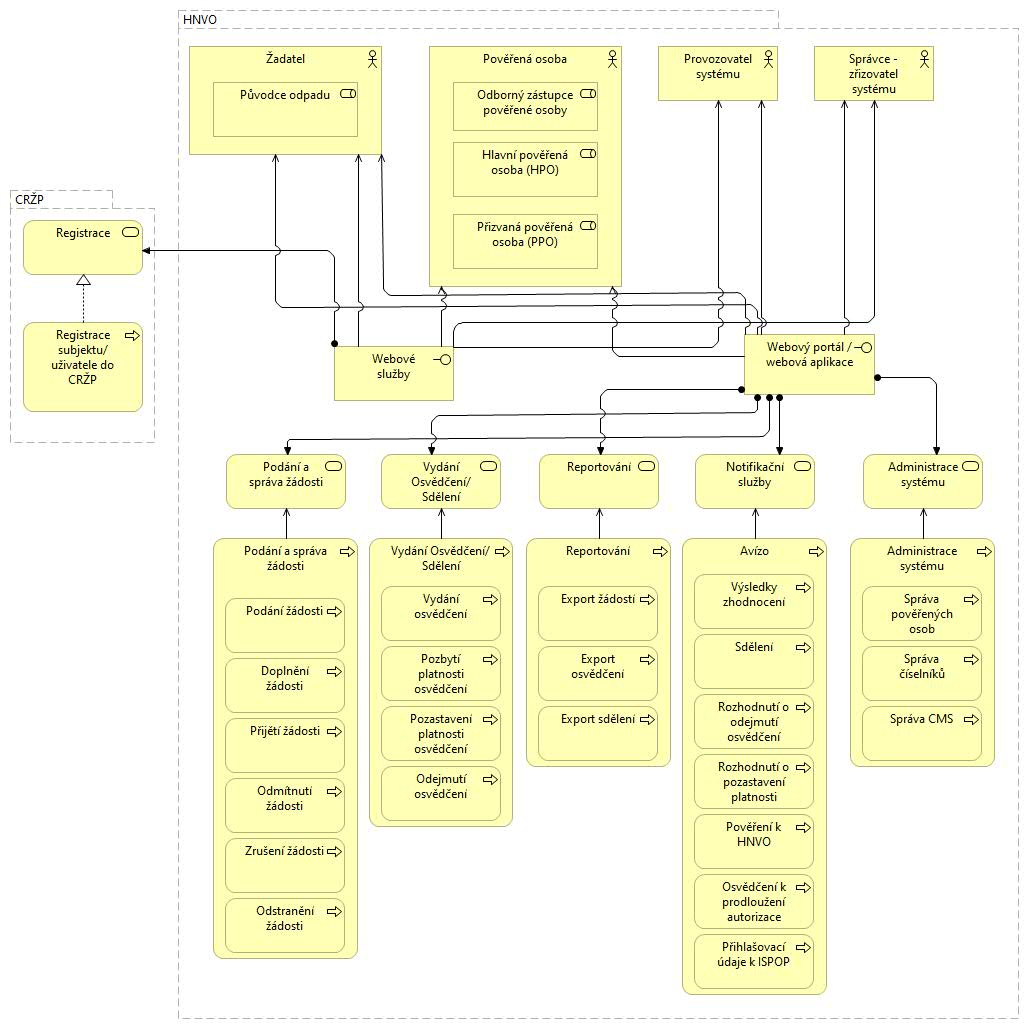 HNVO
Žadatel
Původce odpadu
Pověřená osoba
Odborný zástupce
pověřené osoby
Hlavní pověřená
osoba (HPO)
Přizvaná pověřená
osoba (PPO)
Provozovatel
systému
Správce -
zřizovatel
systému
CRŽP
Registrace
Registrace
subjektu/
uživatele do
CRŽP
Webové
služby
Webový portál /
webová aplikace
Podání a
správa žádosti
Vydání
Osvědčení/
Sdělení
Reportování
Notifikační
služby
Administrace
systému
Podání a správa
žádosti
Podání žádosti
Doplnění
žádosti
Přijětí žádosti
Odmítnutí
žádosti
Zrušení žádosti
Odstranění
žádosti
Vydání Osvědčení/
Sdělení
Vydání
osvědčení
Pozbytí
platnosti
osvědčení
Pozastavení
platnosti
osvědčení
Odejmutí
osvědčení
Reportování
Export žádostí
Export
osvědčení
Export sdělení
Avízo
Výsledky
zhodnocení
Sdělení
Rozhodnutí o
odejmutí
osvědčení
Rozhodnutí o
pozastavení
platnosti
Pověření k
HNVO
Osvědčení k
prodloužení
autorizace
Přihlašovací
údaje k ISPOP
Administrace
systému
Správa
pověřených
osob
Správa
číselníků
Správa CMS